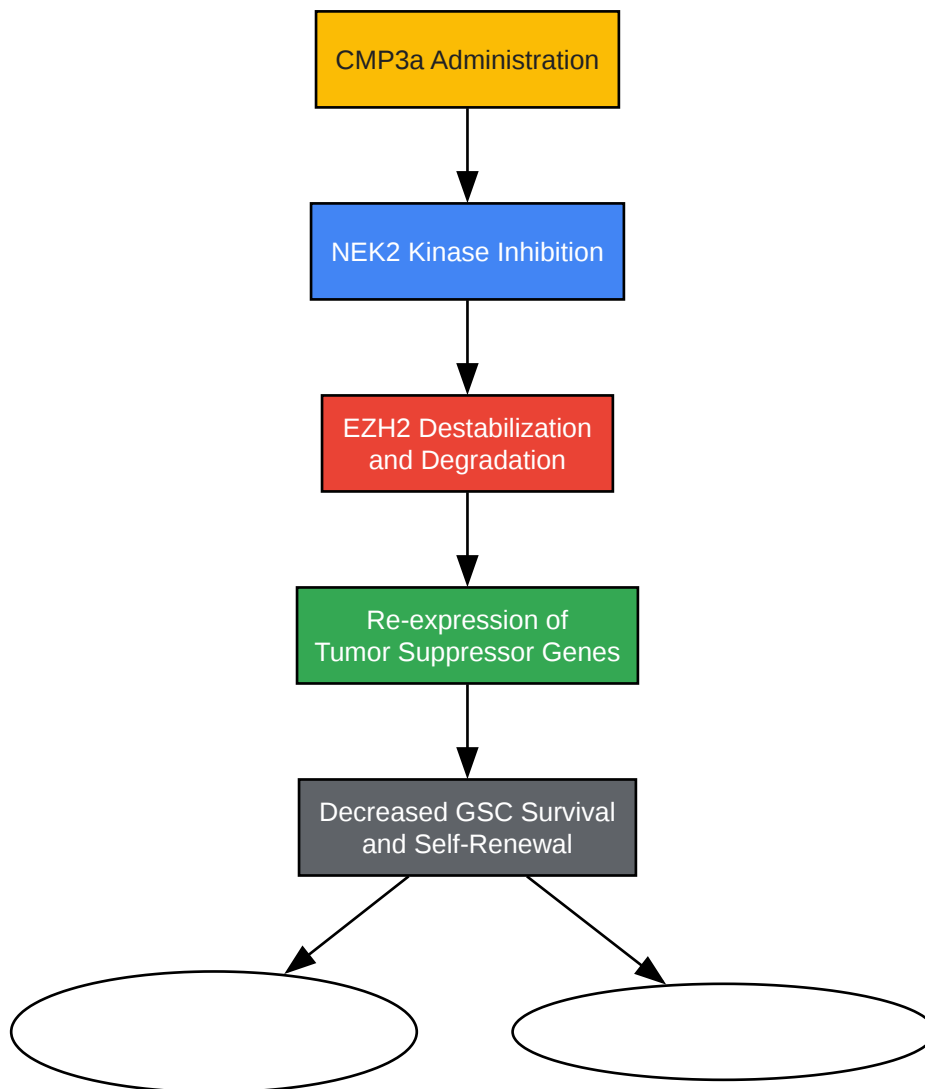 CMP3a Administration
NEK2 Kinase Inhibition
EZH2 Destabilization
and Degradation
Re-expression of
Tumor Suppressor Genes
Decreased GSC Survival
and Self-Renewal